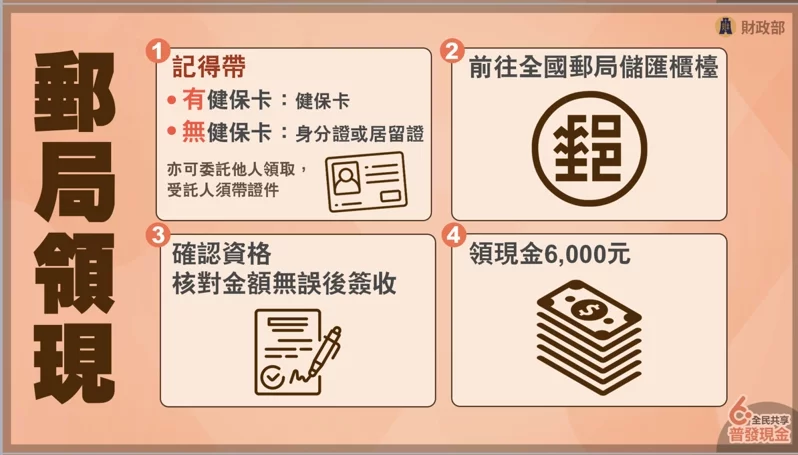 財政部
郵局領現
1
記得帶
• 有健保卡：健保卡
• 無健保卡：身分證或居留證
亦可委託他人領取，
受託人須帶證件
2
前往全國郵局儲匯櫃檯
郵
3
確認資格
核對金額無誤後簽收
4
領現金6,000元
$
6
全民共享
普發現金